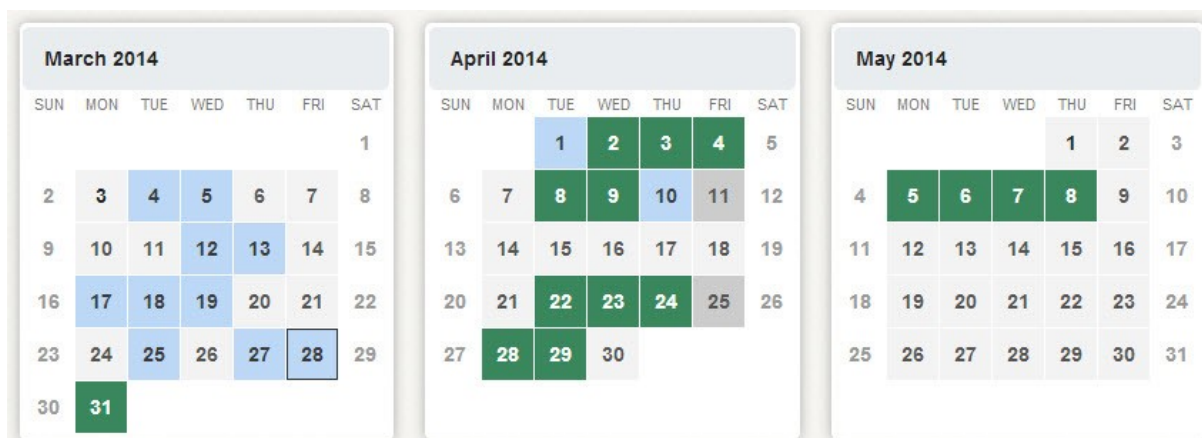 March 2014
SUN MON TUE WED THU FRI SAT
1
2 3 4 5 6 7 8
9 10 11 12 13 14 15
16 17 18 19 20 21 22
23 24 25 26 27 28 29
30 31
April 2014
SUN MON TUE WED THU FRI SAT
1 2 3 4 5
6 7 8 9 10 11 12
13 14 15 16 17 18 19
20 21 22 23 24 25 26
27 28 29 30
May 2014
SUN MON TUE WED THU FRI SAT
1 2 3
4 5 6 7 8 9 10
11 12 13 14 15 16 17
18 19 20 21 22 23 24
25 26 27 28 29 30 31